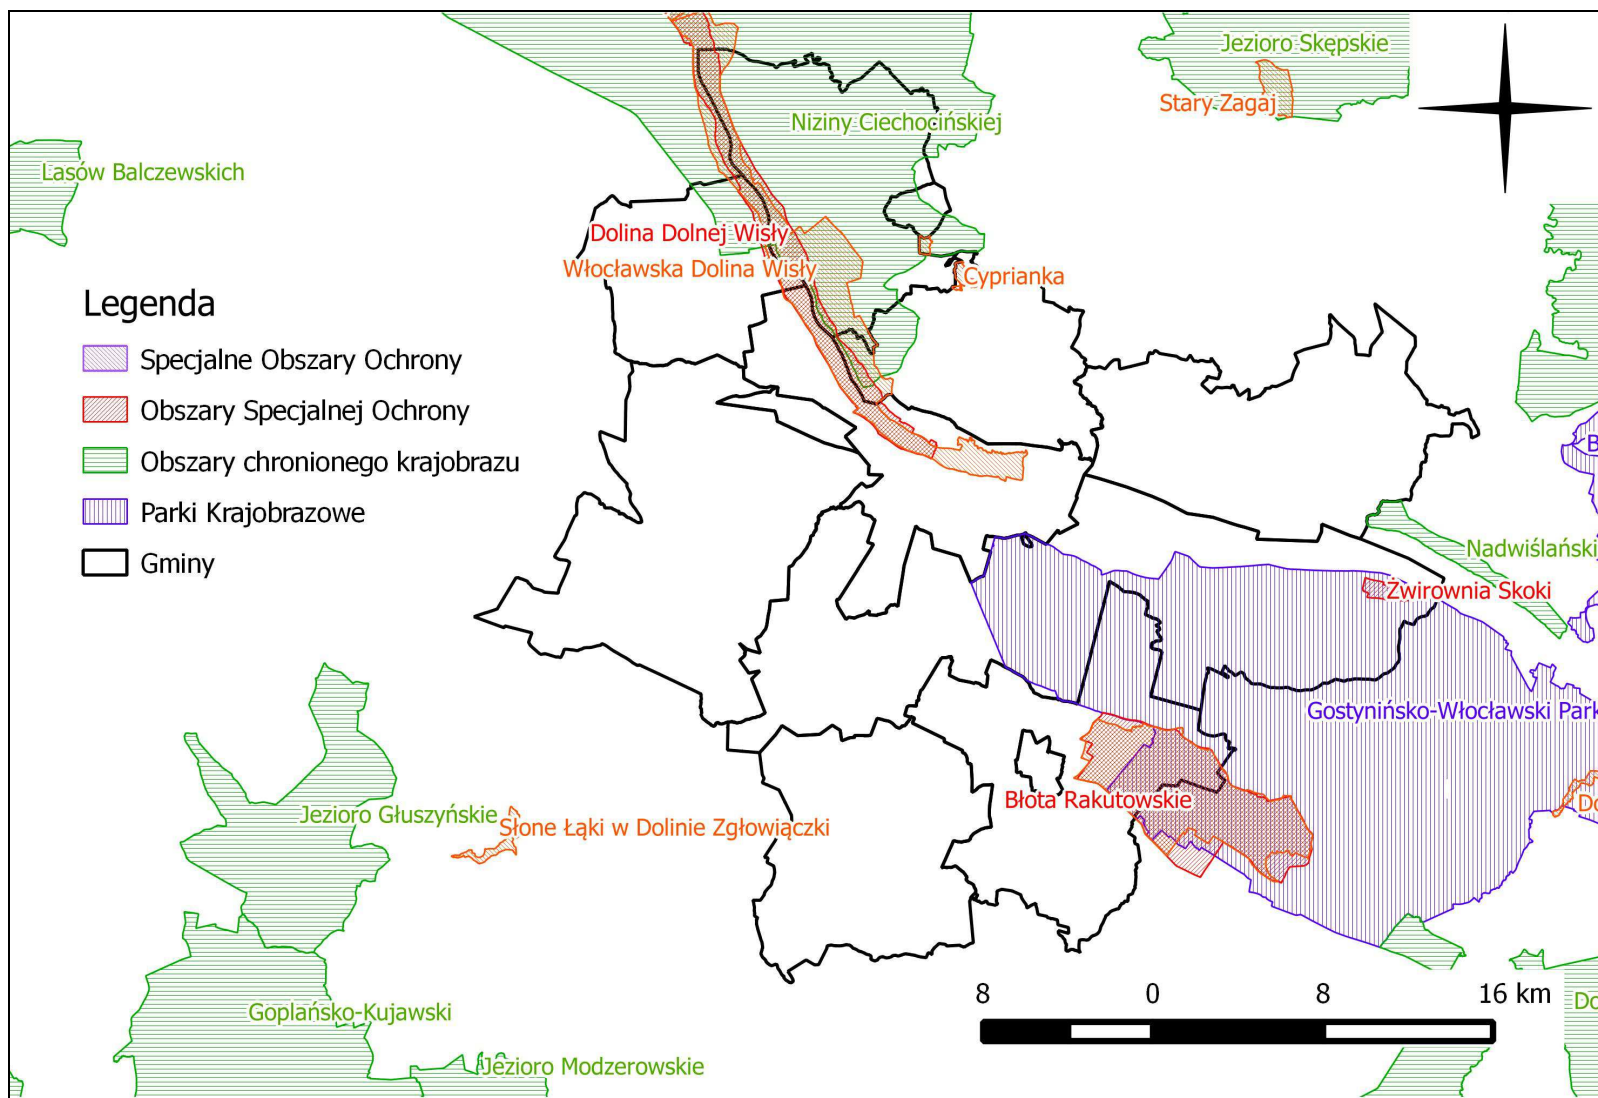 Jezioro Skępskie
Stary Zagaj
Niziny Ciechocińskiej
Lasów Balczewskich
Dolina Dolnej Wisły
Włocławska Dolina Wisły
Cyprianka
Legenda
Specjalne Obszary Ochrony
Obszary Specjalnej Ochrony
Obszary chronionego krajobrazu
Parki Krajobrazowe
Gminy
B
Nadwiślański
Żwirownia Skoki
Gostynińsko-Włocławski Park
Błota Rakutowskie
Do
Jezioro Głuszyńskie
Słone Łąki w Dolinie Zgłowiączki
8 0 8 16 km
Do
Goplańsko-Kujawski
Jezioro Modzerowskie